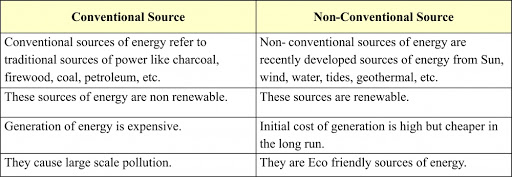 Conventional Source
Non-Conventional Source
Conventional sources of energy refer to
traditional sources of power like charcoal,
firewood, coal, petroleum, etc.
Non- conventional sources of energy are
recently developed sources of energy from Sun,
wind, water, tides, geothermal, etc.
These sources of energy are non renewable.
These sources are renewable.
Generation of energy is expensive.
Initial cost of generation is high but cheaper in
the long run.
They cause large scale pollution.
They are Eco friendly sources of energy.